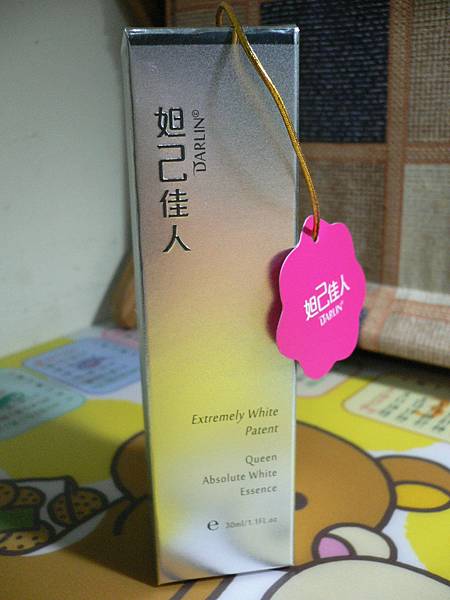 妲己佳人
DARLIN©
妲己佳人
DARLIN®
Extremely White
Patent
Queen
Absolute White
Essence
e 30ml/1.1Fl.oz